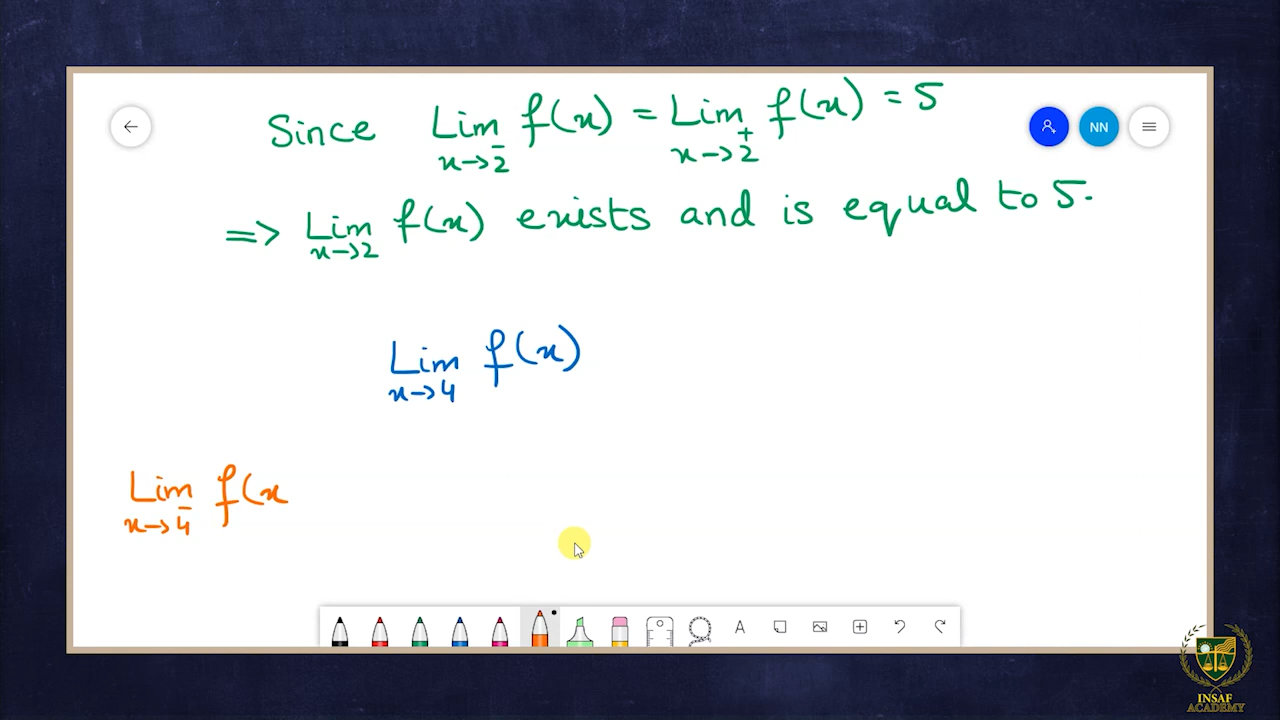 Since Lim f(x) = Lim f(x) = 5
x→2⁻ x→2⁺
=> Lim f(x) exists and is equal to 5.
x→2
NN
Lim f(x)
x→4
Lim f(x
x→4⁻
A
INSAF
ACADEMY